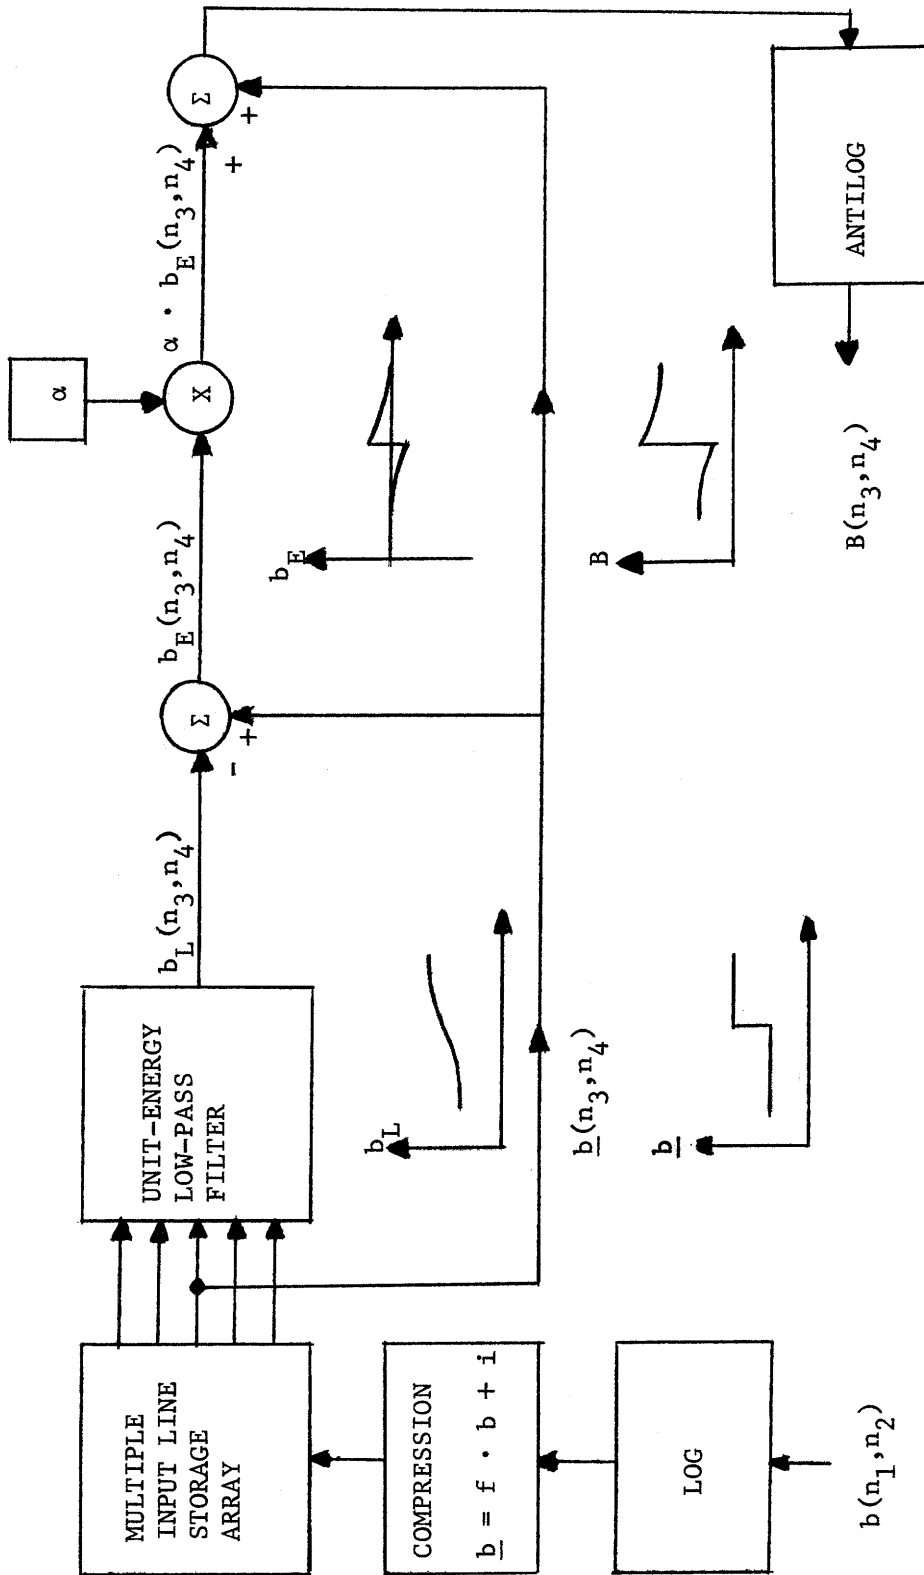 MULTIPLE
INPUT LINE
STORAGE
ARRAY
UNIT-ENERGY
LOW-PASS
FILTER
b_L(n_3,n_4)
Σ
-
+
b_E(n_3,n_4)
α
X
α · b_E(n_3,n_4)
Σ
+
+
COMPRESSION
b = f · b + i
LOG
b(n_1,n_2)
b_L
b(n_3,n_4)
b
b_E
B
B(n_3,n_4)
ANTILOG